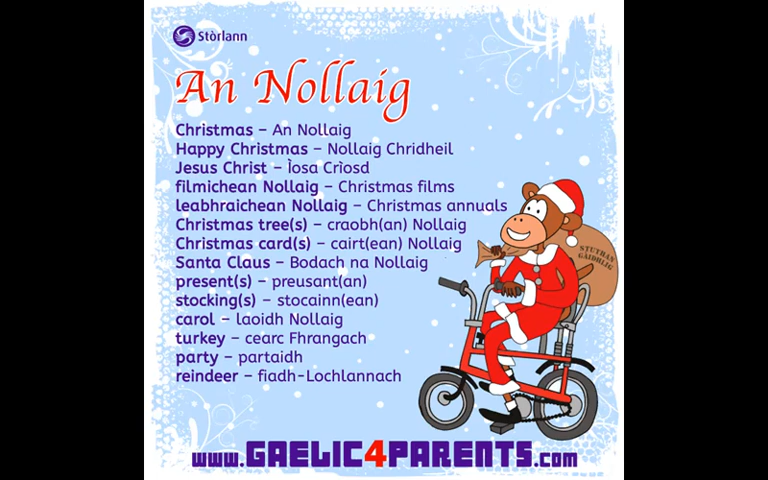 Stòrlann
An Nollaig
Christmas – An Nollaig
Happy Christmas – Nollaig Chridheil
Jesus Christ – Ìosa Crìosd
filmichean Nollaig – Christmas films
leabhraichean Nollaig – Christmas annuals
Christmas tree(s) – craobh(an) Nollaig
Christmas card(s) – cairt(ean) Nollaig
Santa Claus – Bodach na Nollaig
present(s) – preusant(an)
stocking(s) – stocainn(ean)
carol – laoidh Nollaig
turkey – cearc Fhrangach
party – partaidh
reindeer – fiadh-Lochlannach
STUTHAN
GÀIDHLIG
www.GAELIC4PARENTS.com